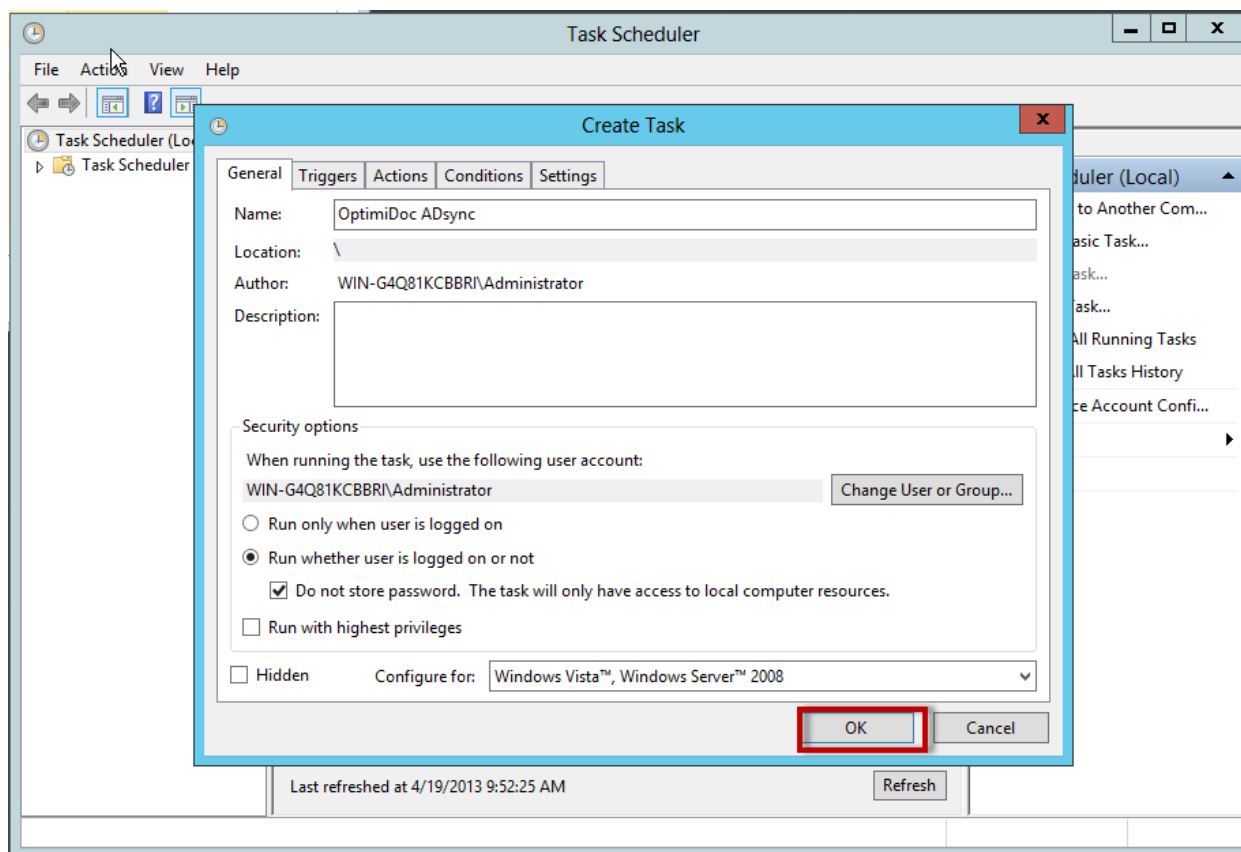 Task Scheduler
File Action View Help
Task Scheduler (Lo
Task Scheduler
Create Task
General Triggers Actions Conditions Settings
Name: OptimiDoc ADsync
Location: \
Author: WIN-G4Q81KCBBRI\Administrator
Description:
Security options
When running the task, use the following user account:
WIN-G4Q81KCBBRI\Administrator
Change User or Group...
Run only when user is logged on
Run whether user is logged on or not
Do not store password. The task will only have access to local computer resources.
Run with highest privileges
Hidden
Configure for: Windows Vista™, Windows Server™ 2008
OK Cancel
duler (Local)
to Another Com...
asic Task...
ask...
Task...
All Running Tasks
ll Tasks History
ce Account Confi...
Last refreshed at 4/19/2013 9:52:25 AM
Refresh